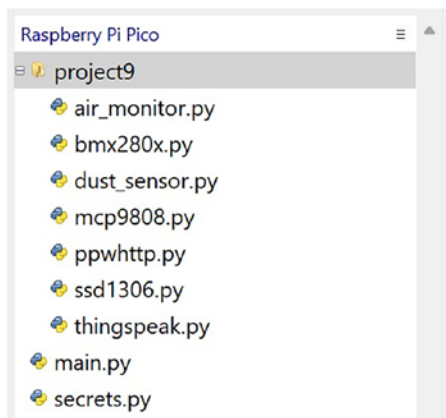 Raspberry Pi Pico
project9
air_monitor.py
bmx280x.py
dust_sensor.py
mcp9808.py
ppwhttp.py
ssd1306.py
thingspeak.py
main.py
secrets.py